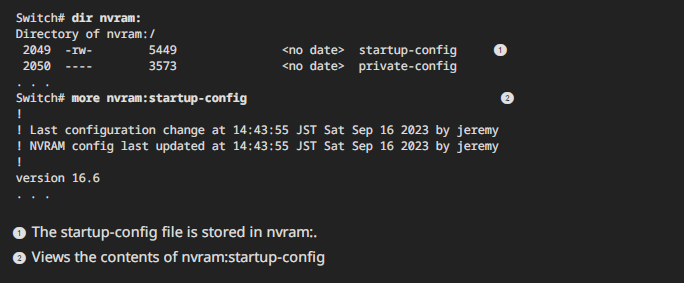 Switch# dir nvram:
Directory of nvram:/
2049 -rw- 5449 <no date> startup-config 1
2050 ---- 3573 <no date> private-config
. . .
Switch# more nvram:startup-config 2
!
! Last configuration change at 14:43:55 JST Sat Sep 16 2023 by jeremy
! NVRAM config last updated at 14:43:55 JST Sat Sep 16 2023 by jeremy
!
version 16.6
. . .
1 The startup-config file is stored in nvram:.
2 Views the contents of nvram:startup-config